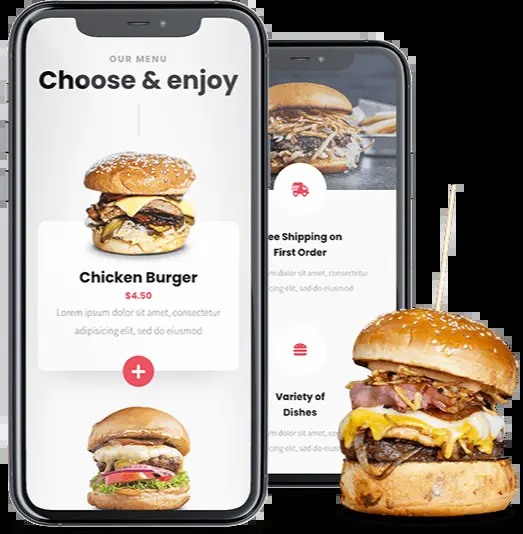 OUR MENU
Choose & enjoy
Chicken Burger
$4.50
Lorem ipsum dolor sit amet, consectetur
adipisicing elit, sed do eiusmod
ee Shipping on
First Order
dolor sit amet, consectetur
elit, sed do eiusmod
Variety of
Dishes
dolor sit amet,
elit, sed do